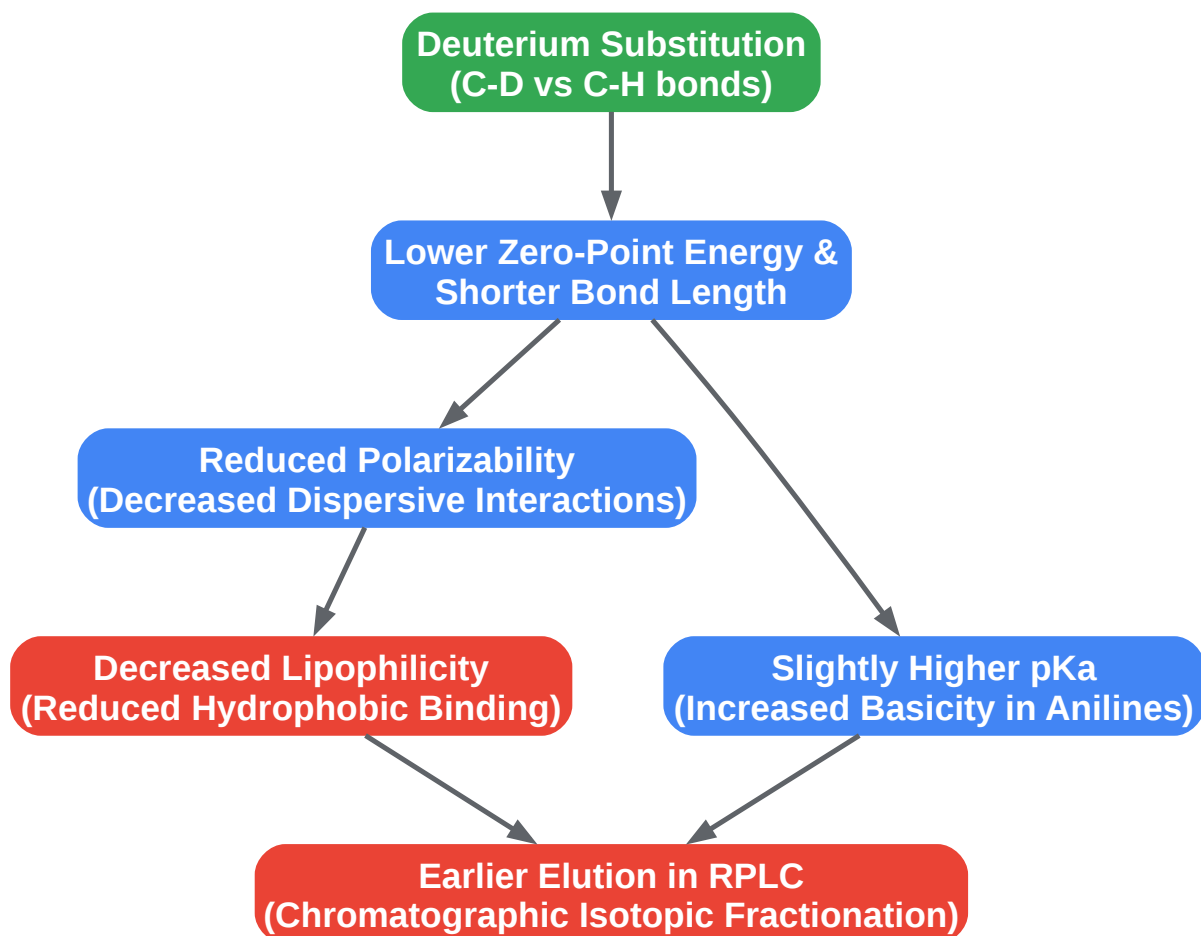 Deuterium Substitution
(C-D vs C-H bonds)
Lower Zero-Point Energy &
Shorter Bond Length
Reduced Polarizability
(Decreased Dispersive Interactions)
Decreased Lipophilicity
(Reduced Hydrophobic Binding)
Slightly Higher pKa
(Increased Basicity in Anilines)
Earlier Elution in RPLC
(Chromatographic Isotopic Fractionation)